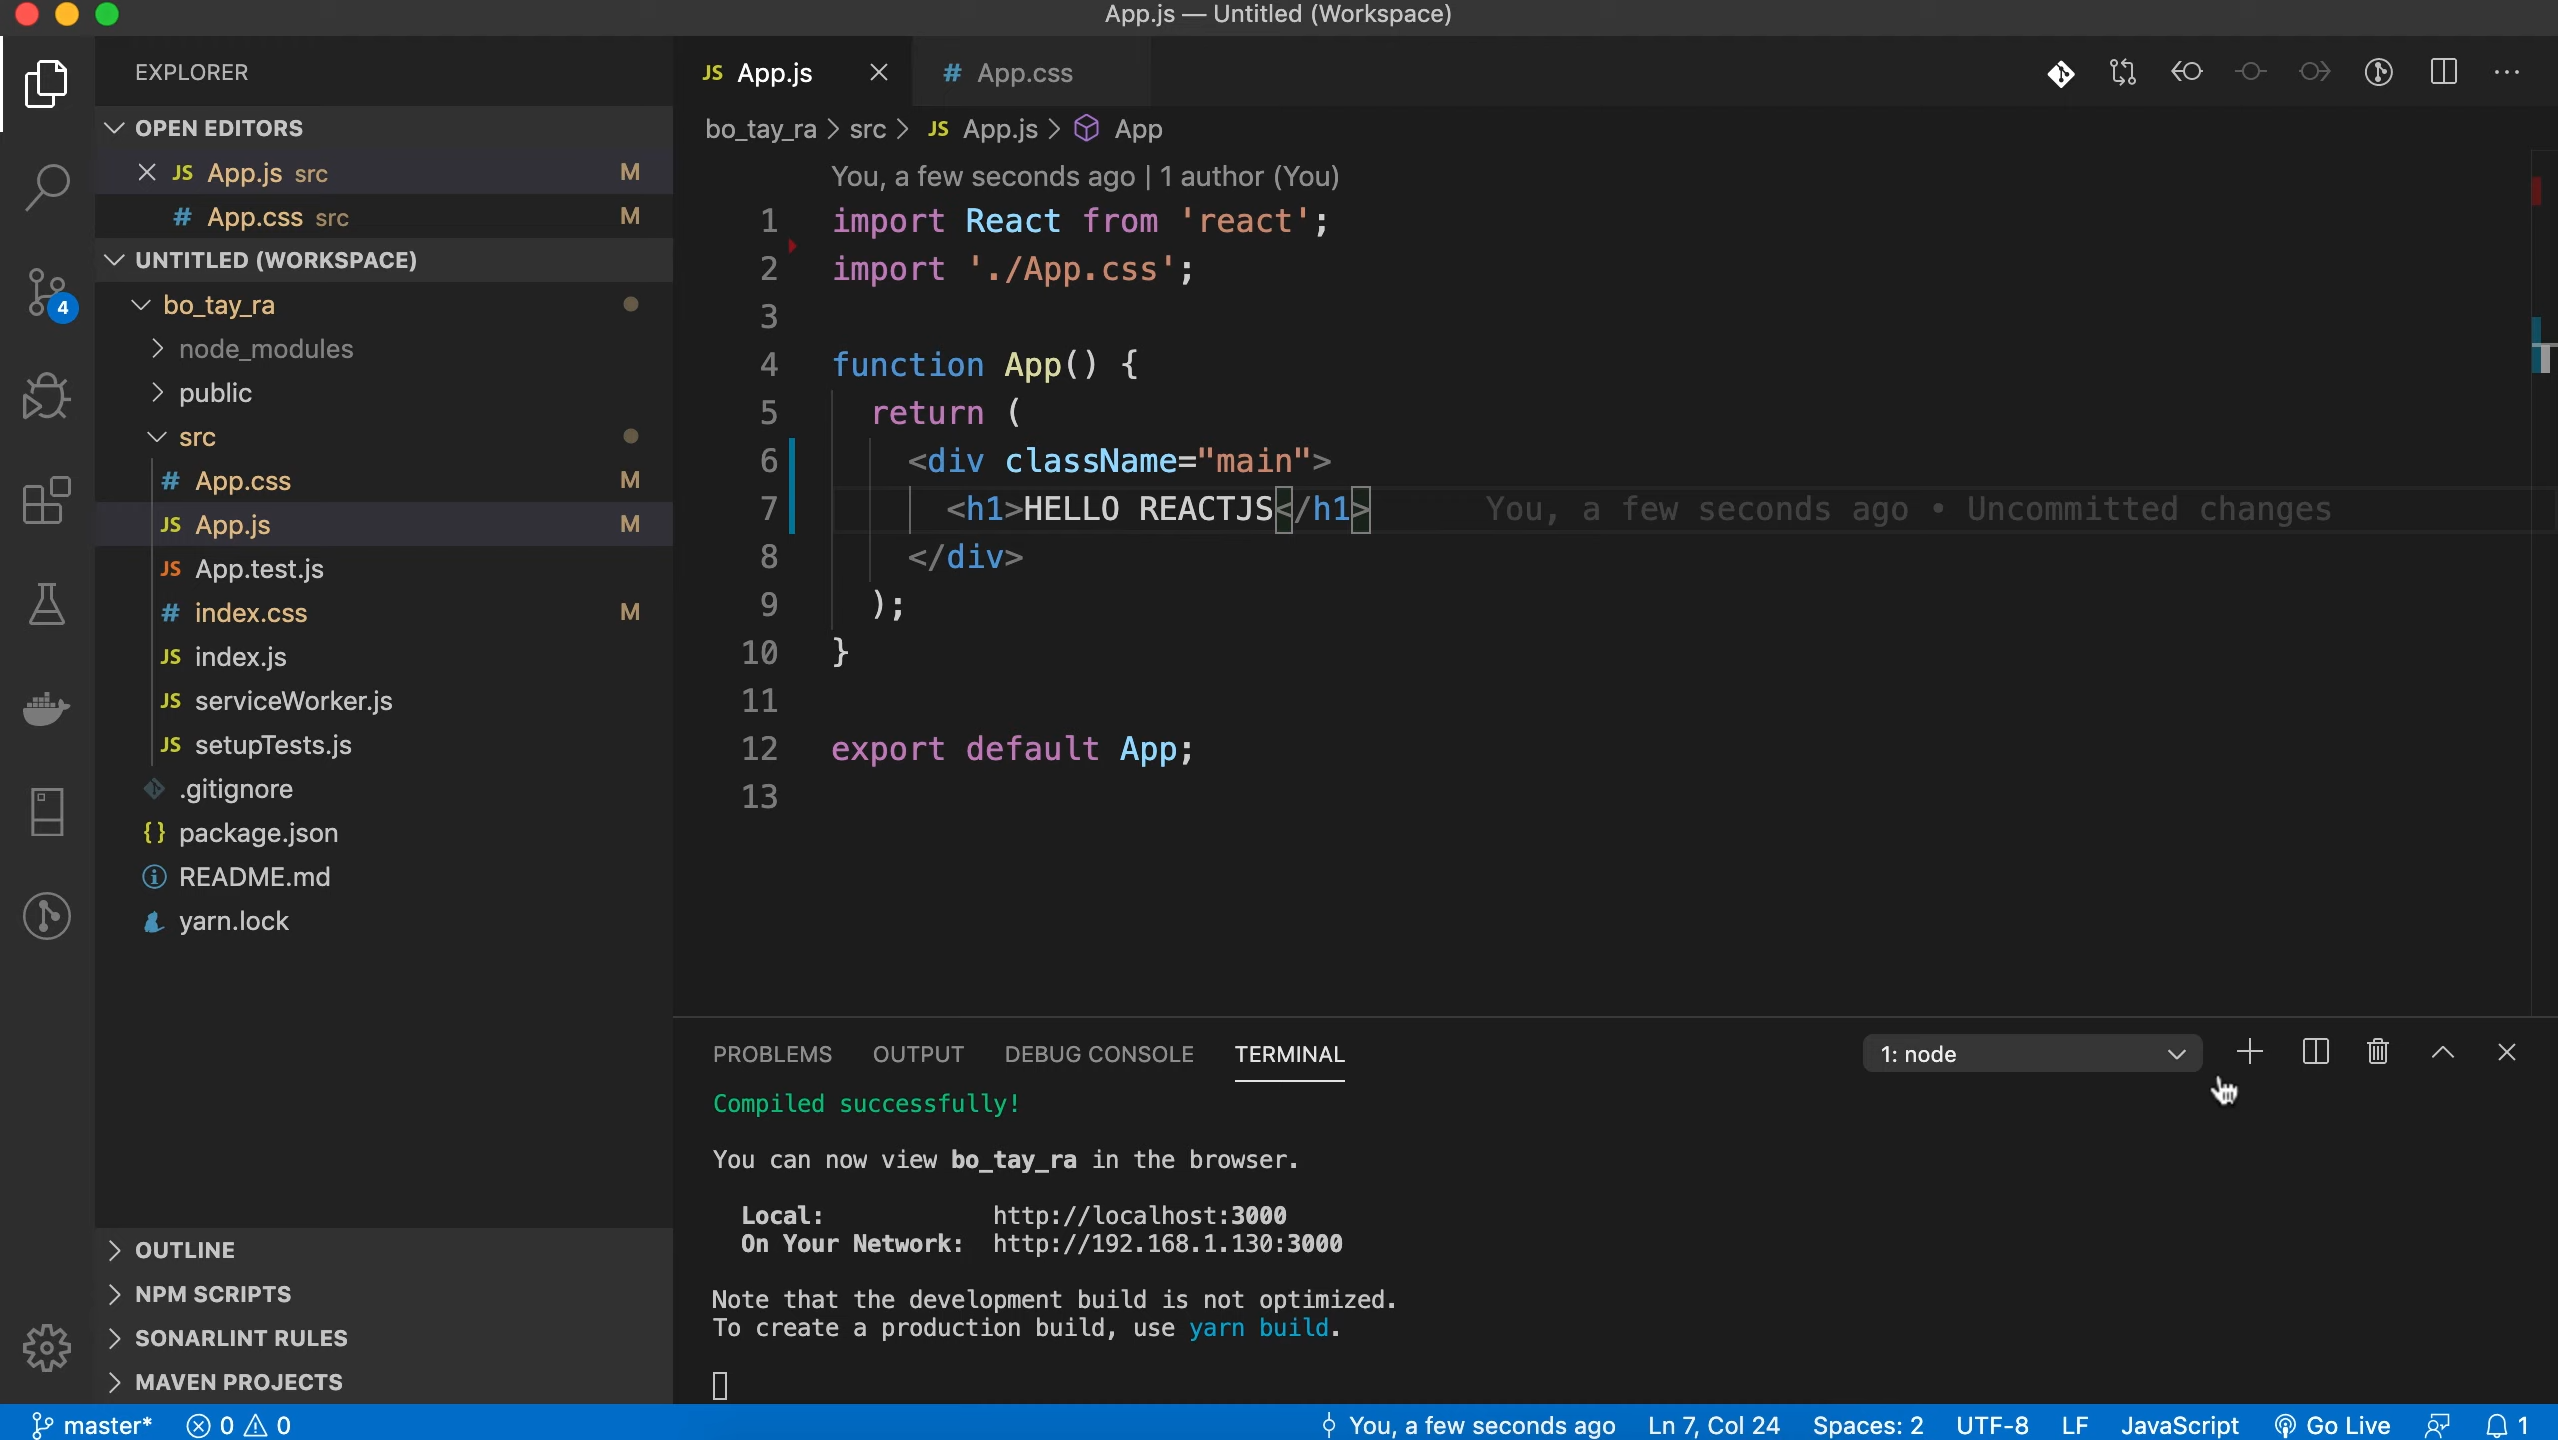 App.js — Untitled (Workspace)
EXPLORER
OPEN EDITORS
JS App.js src M
# App.css src M
UNTITLED (WORKSPACE)
bo_tay_ra
node_modules
public
src
# App.css M
JS App.js M
JS App.test.js
# index.css M
JS index.js
JS serviceWorker.js
JS setupTests.js
.gitignore
{} package.json
README.md
yarn.lock
OUTLINE
NPM SCRIPTS
SONARLINT RULES
MAVEN PROJECTS
4
JS App.js
# App.css
bo_tay_ra > src > JS App.js > App
You, a few seconds ago | 1 author (You)
1 import React from 'react';
2 import './App.css';
3
4 function App() {
5 return (
6 <div className="main">
7 <h1>HELLO REACTJS</h1> You, a few seconds ago • Uncommitted changes
8 </div>
9 );
10 }
11
12 export default App;
13
PROBLEMS OUTPUT DEBUG CONSOLE TERMINAL 1: node
Compiled successfully!
You can now view bo_tay_ra in the browser.
Local: http://localhost:3000
On Your Network: http://192.168.1.130:3000
Note that the development build is not optimized.
To create a production build, use yarn build.
master* 0 0 You, a few seconds ago Ln 7, Col 24 Spaces: 2 UTF-8 LF JavaScript Go Live 1